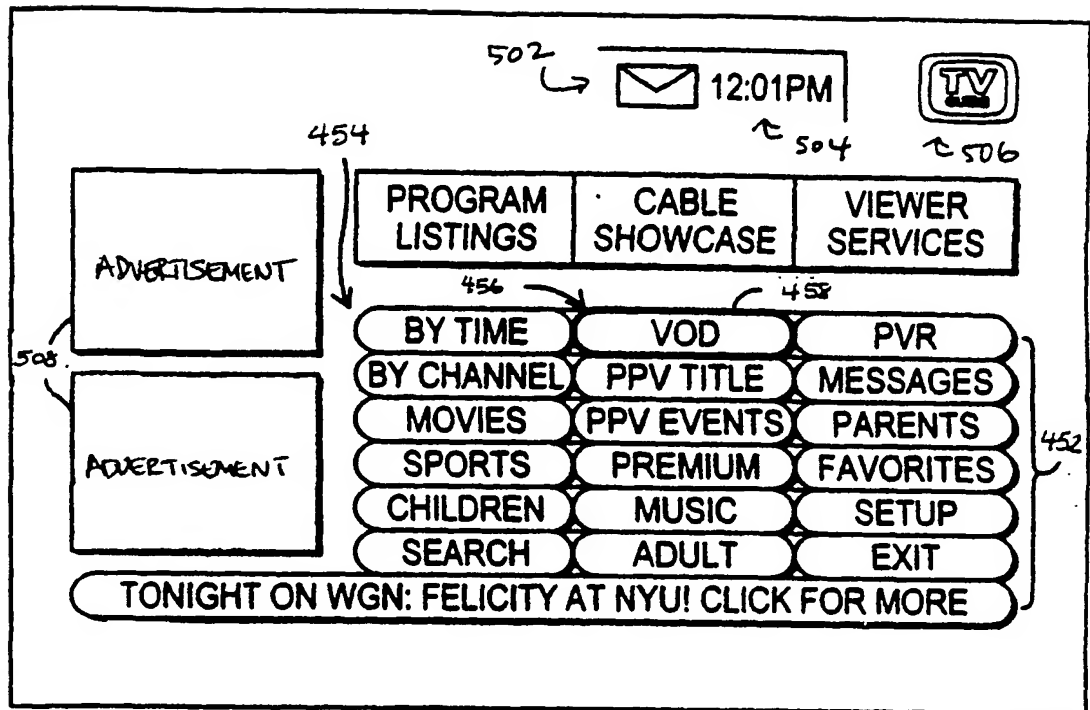 502
12:01PM
TV
GUIDE
504
506
454
PROGRAM LISTINGS
CABLE SHOWCASE
VIEWER SERVICES
ADVERTISEMENT
456
458
BY TIME
VOD
PVR
508
BY CHANNEL
PPV TITLE
MESSAGES
MOVIES
PPV EVENTS
PARENTS
452
ADVERTISEMENT
SPORTS
PREMIUM
FAVORITES
CHILDREN
MUSIC
SETUP
SEARCH
ADULT
EXIT
TONIGHT ON WGN: FELICITY AT NYU! CLICK FOR MORE